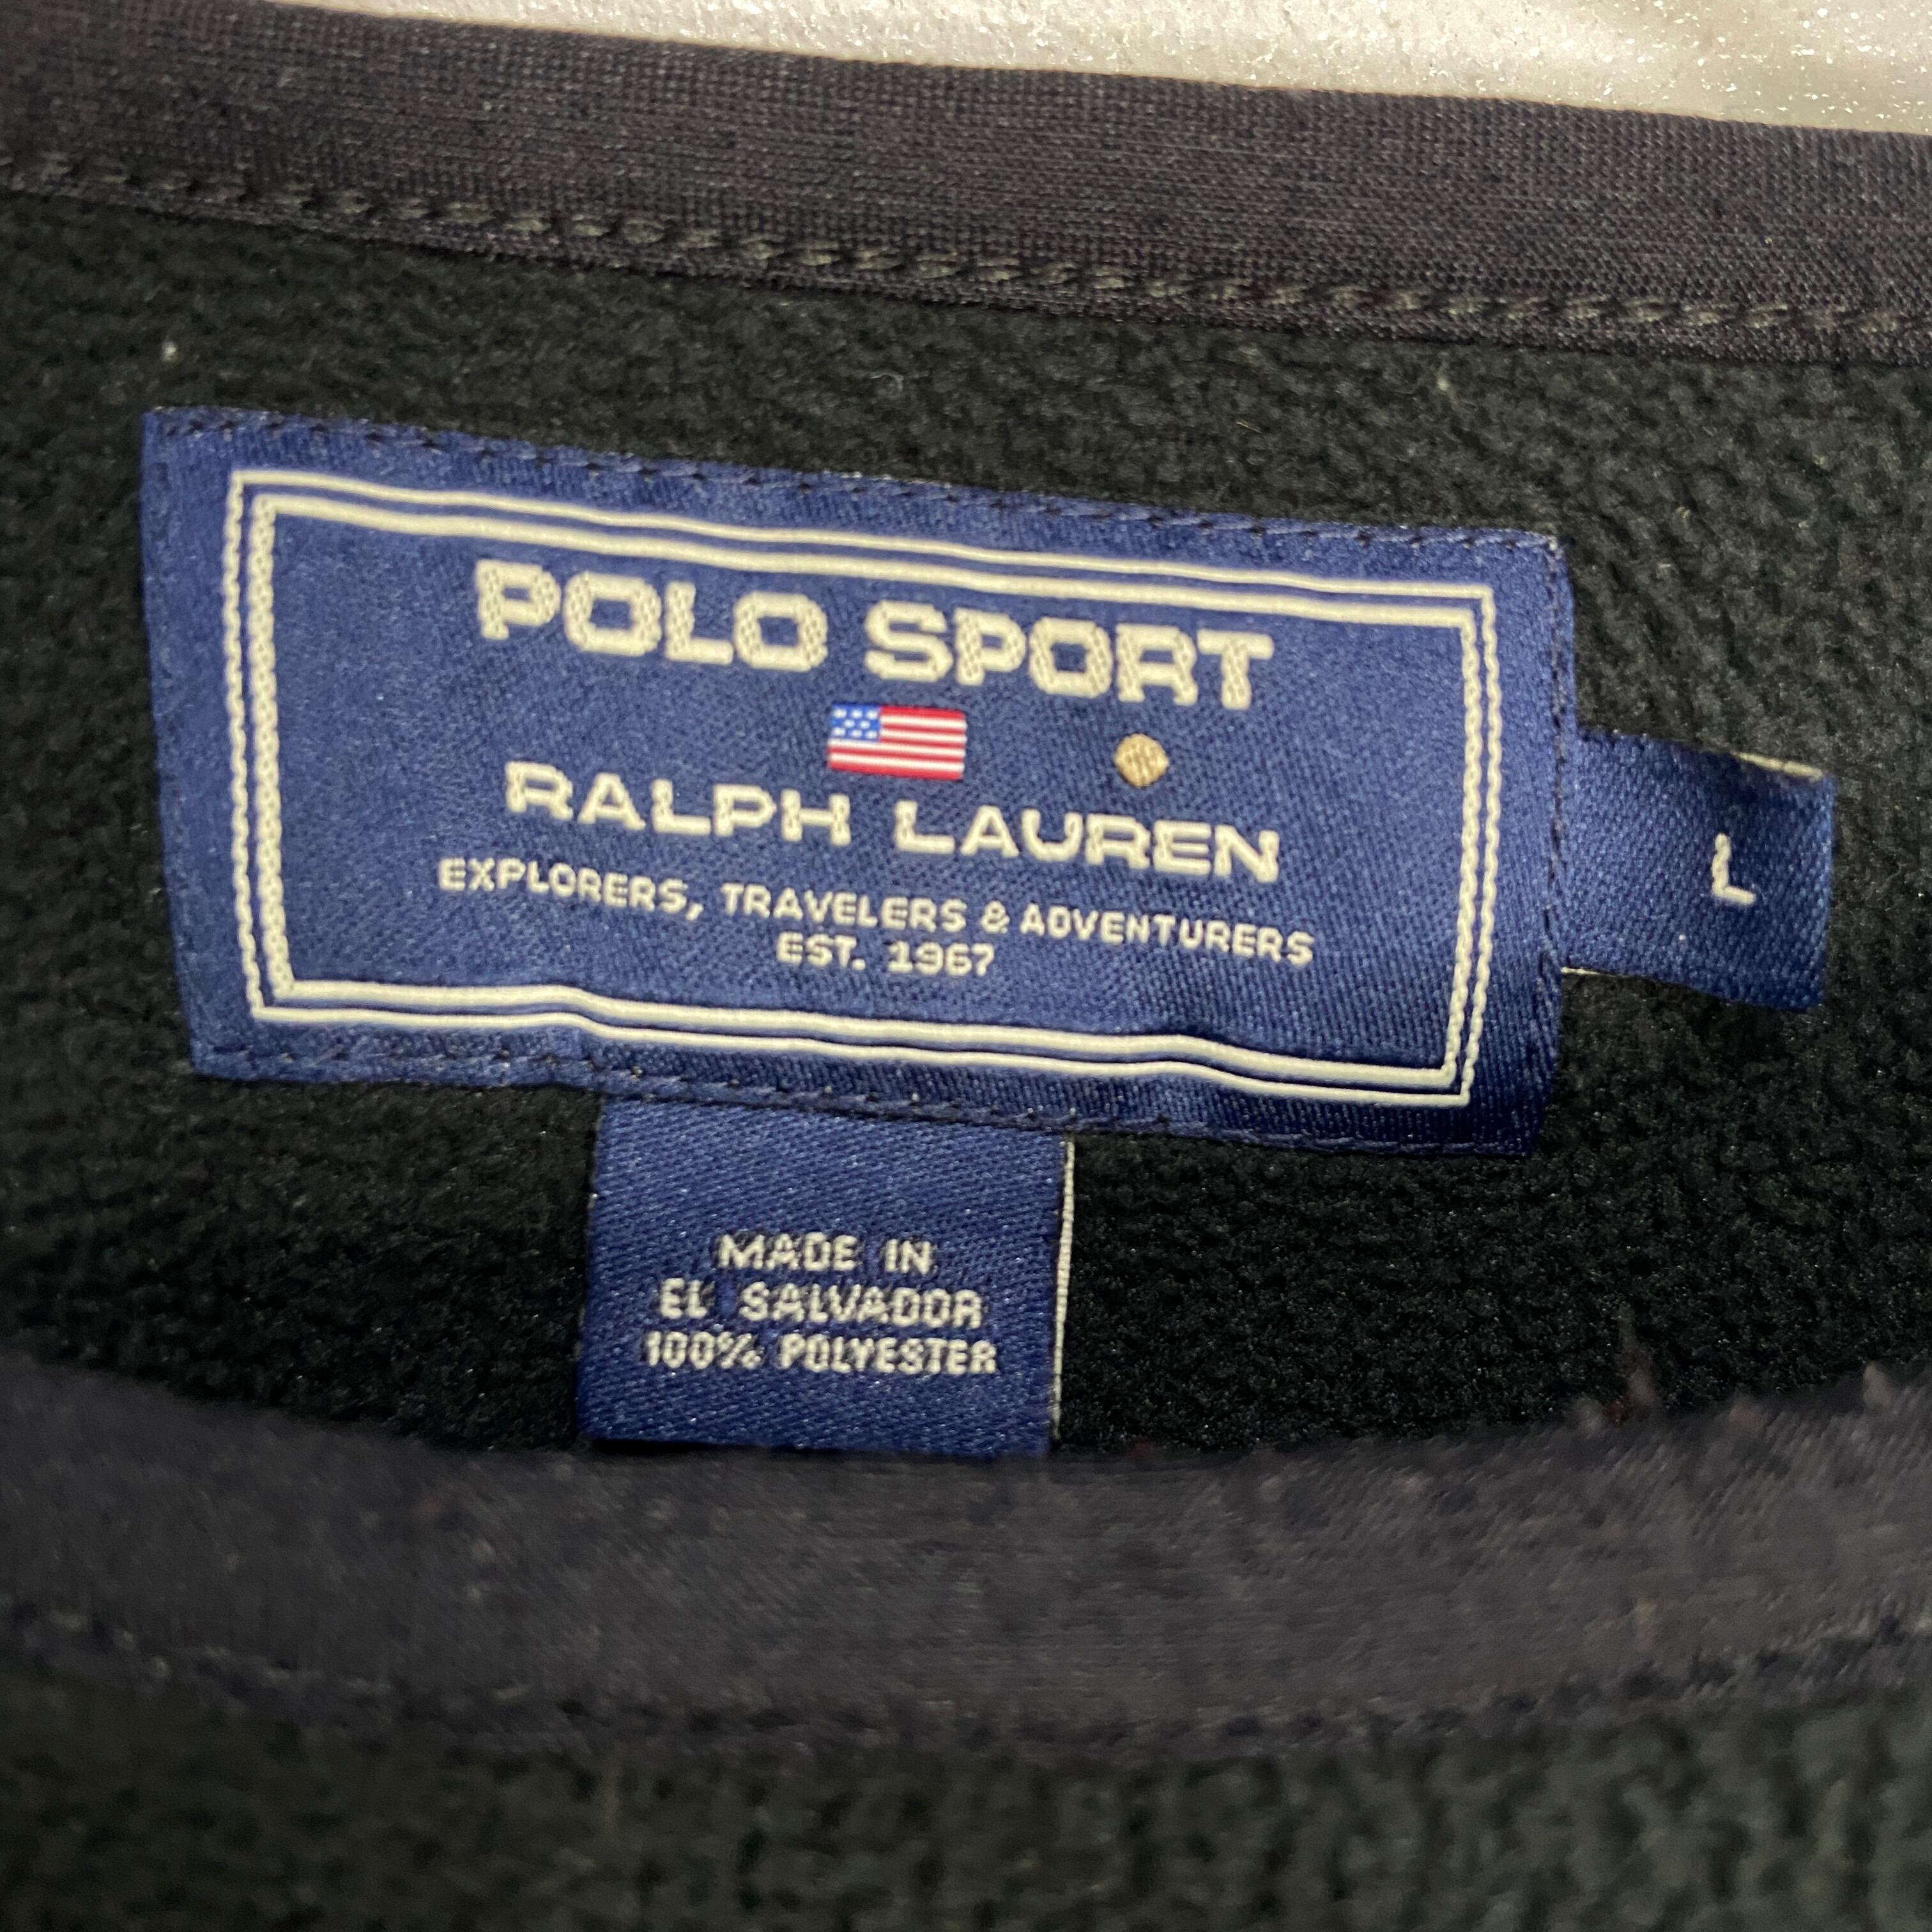 POLO SPORT
RALPH LAUREN
EXPLORERS, TRAVELERS & ADVENTURERS
EST. 1967
L
MADE IN
EL SALVADOR
100% POLYESTER